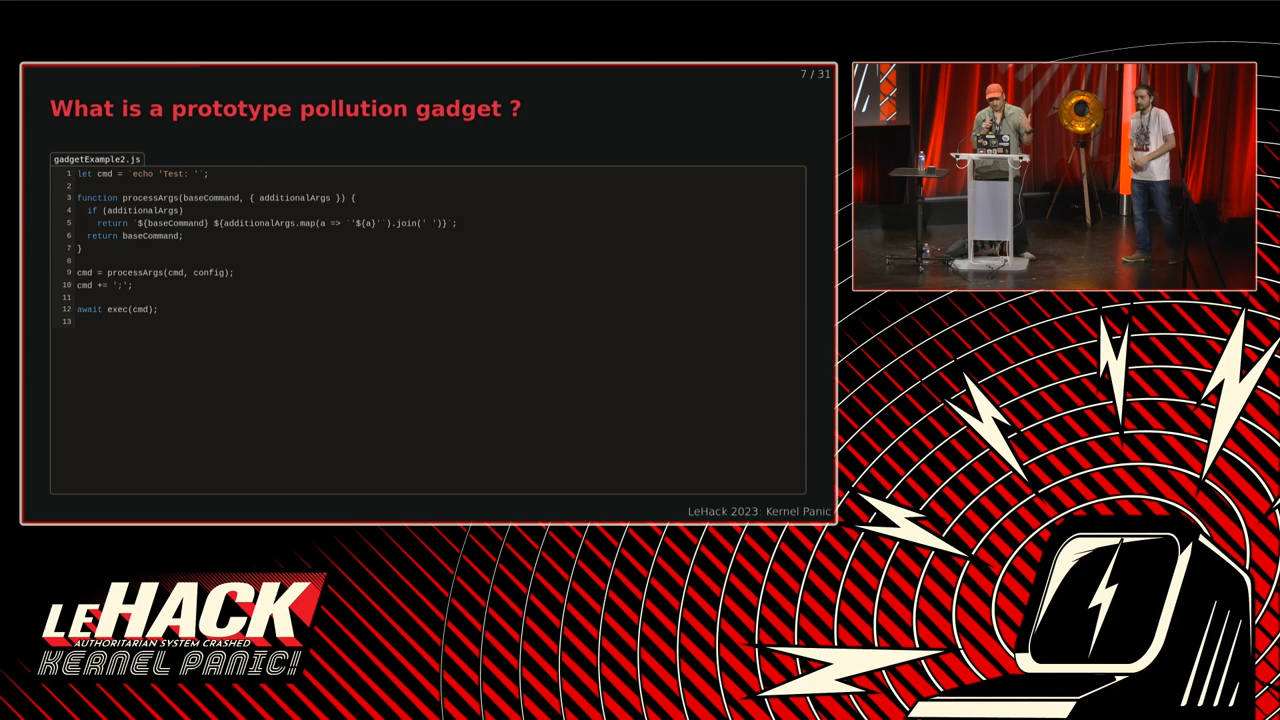 7 / 31
What is a prototype pollution gadget ?
gadgetExample2.js
1 let cmd = `echo 'Test: '`;
2
3 function processArgs(baseCommand, { additionalArgs }) {
4 if (additionalArgs)
5 return `${baseCommand} ${additionalArgs.map(a => `'${a}'`).join(' ')}`;
6 return baseCommand;
7 }
8
9 cmd = processArgs(cmd, config);
10 cmd += ';';
11
12 await exec(cmd);
13
LeHack 2023: Kernel Panic
LEHACK
AUTHORITARIAN SYSTEM CRASHED
KERNEL PANIC!